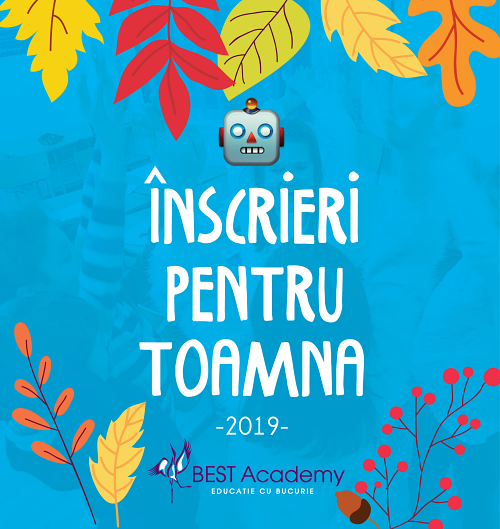 ÎNSCRIERI
PENTRU
TOAMNA
-2019-
BEST Academy
EDUCATIE CU BUCURIE